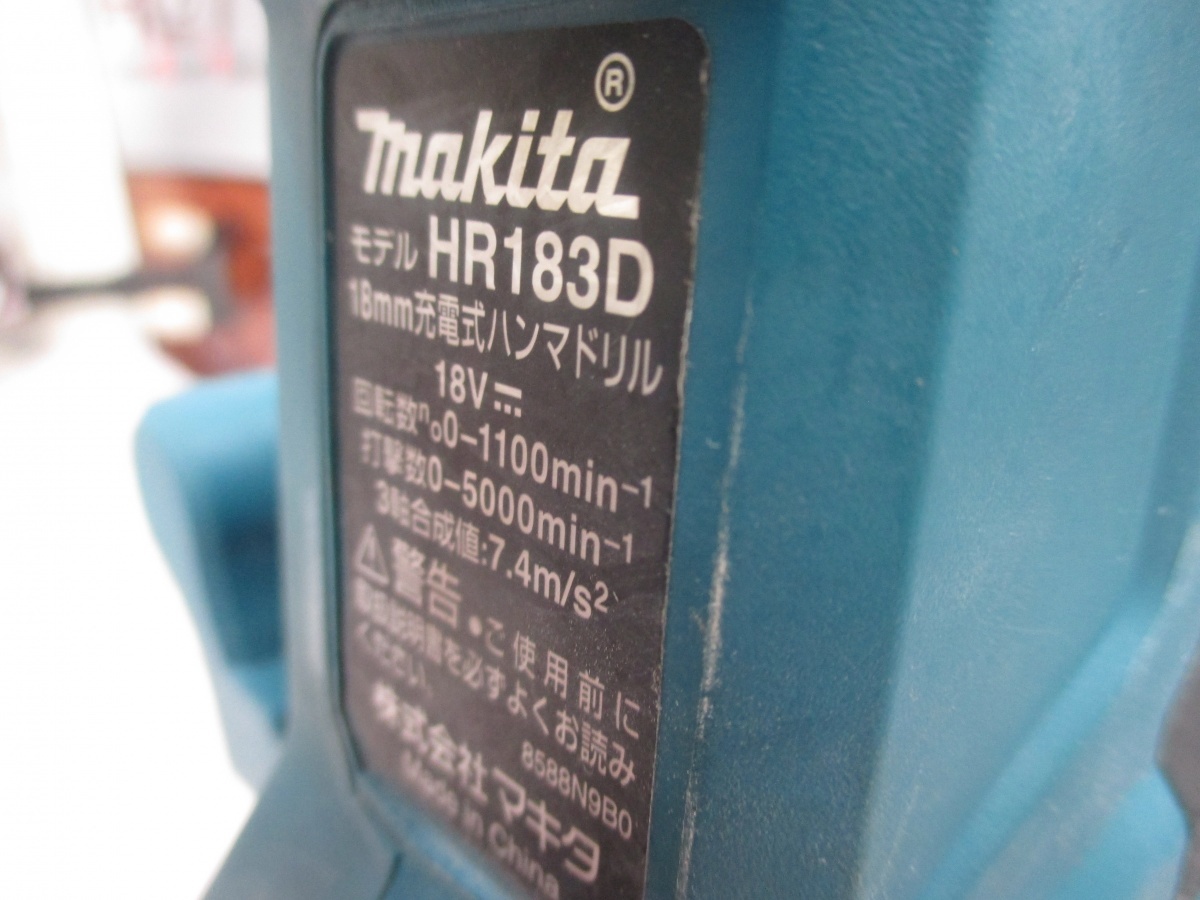 makita®
モデル HR183D
18mm充電式ハンマドリル
18V⎓
回転数n₀0-1100min⁻¹
打撃数0-5000min⁻¹
3軸合成値:7.4m/s²
⚠警告 ●ご使用前に
取扱説明書を必ずよくお読み
ください
8588N9B0
株式会社マキタ
Made in China